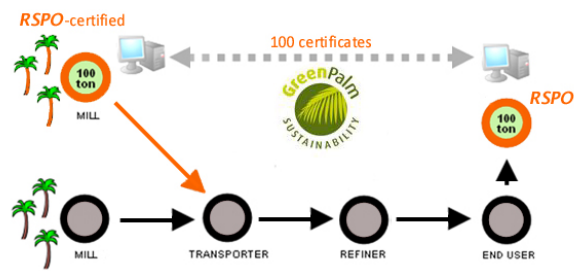 RSPO-certified
100 certificates
100
ton
MILL
GreenPalm
SUSTAINABILITY
RSPO
100
ton
MILL
TRANSPORTER
REFINER
END USER